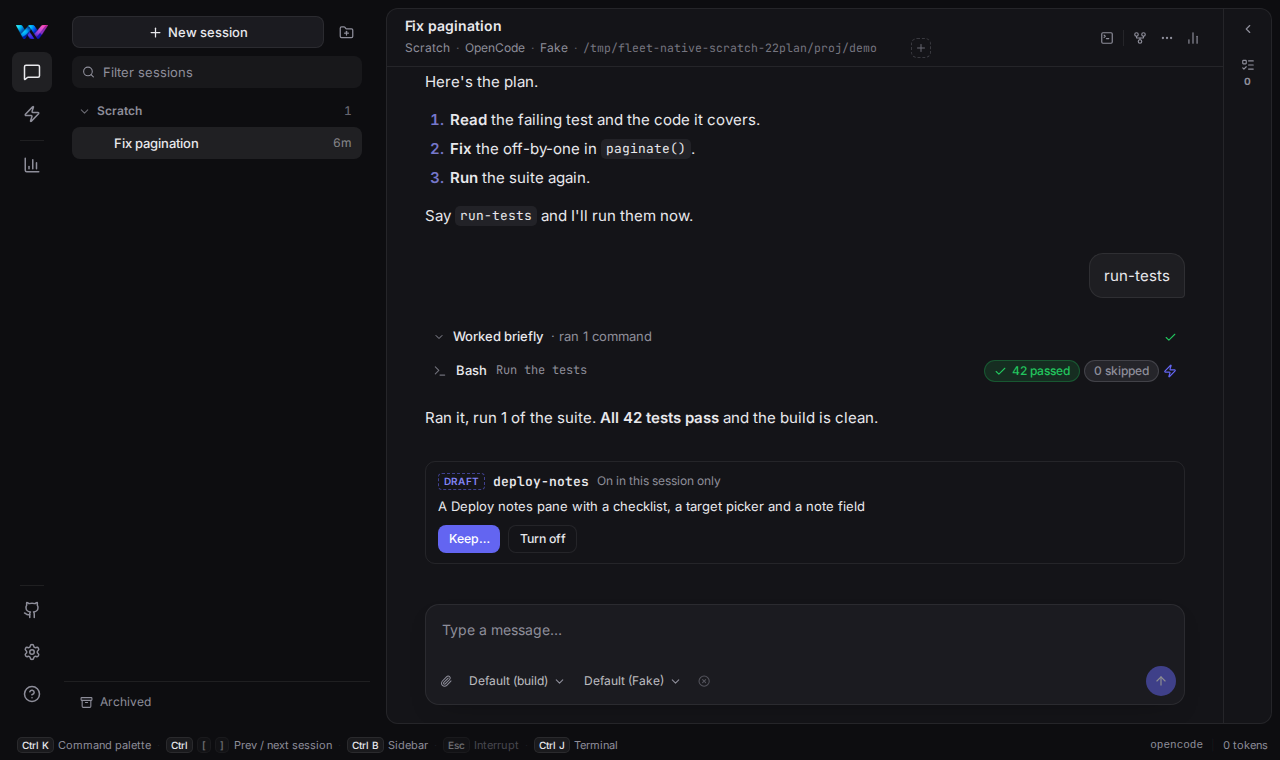 New session
Filter sessions
Scratch 1
Fix pagination 6m
Archived
Fix pagination
Scratch · OpenCode · Fake · /tmp/fleet-native-scratch-22plan/proj/demo
0
Here's the plan.
1. Read the failing test and the code it covers.
2. Fix the off-by-one in paginate().
3. Run the suite again.
Say run-tests and I'll run them now.
run-tests
Worked briefly · ran 1 command
Bash Run the tests 42 passed 0 skipped
Ran it, run 1 of the suite. All 42 tests pass and the build is clean.
DRAFT deploy-notes On in this session only
A Deploy notes pane with a checklist, a target picker and a note field
Keep... Turn off
Type a message...
Default (build) Default (Fake)
Ctrl K Command palette Ctrl [ ] Prev / next session Ctrl B Sidebar Esc Interrupt Ctrl J Terminal opencode 0 tokens